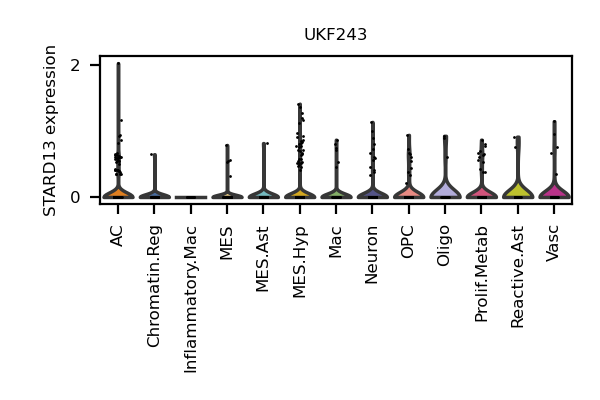 UKF243
STARD13 expression
2
0
AC
Chromatin.Reg
Inflammatory.Mac
MES
MES.Ast
MES.Hyp
Mac
Neuron
OPC
Oligo
Prolif.Metab
Reactive.Ast
Vasc